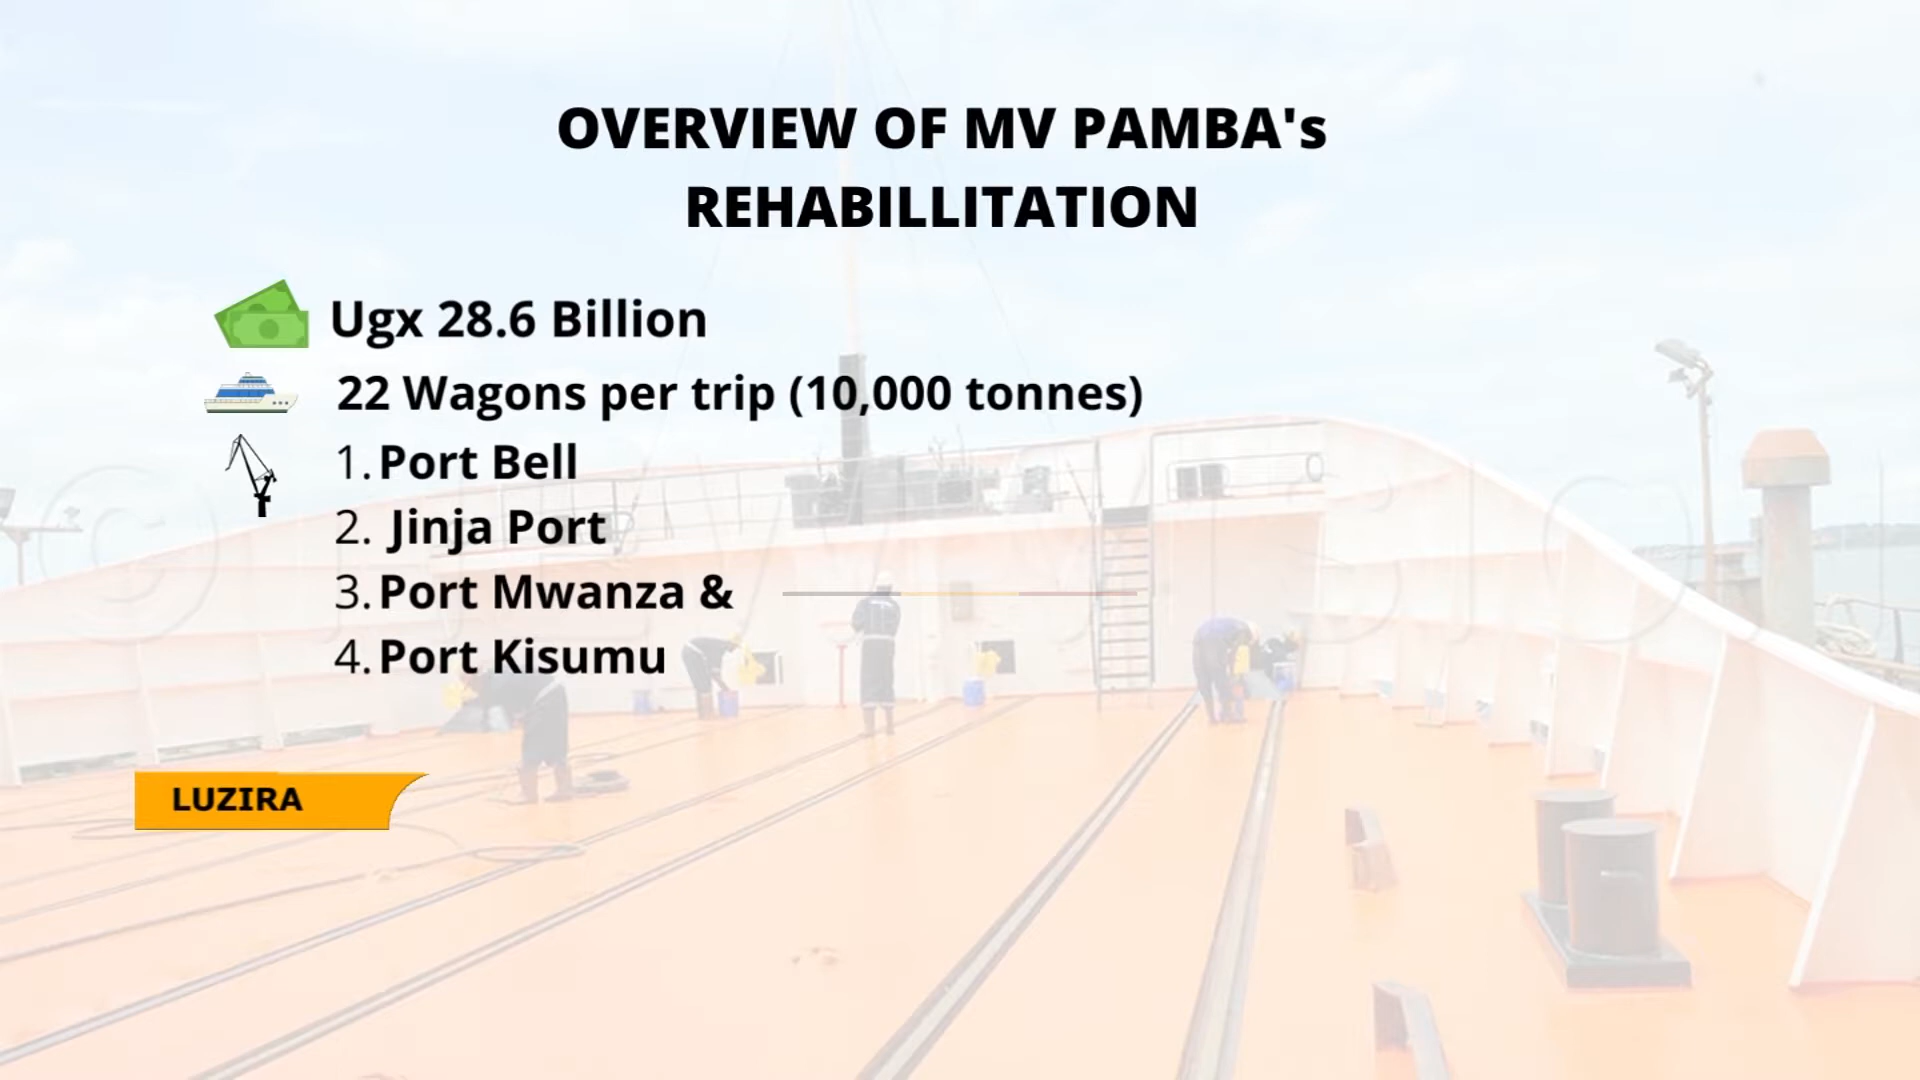 OVERVIEW OF MV PAMBA's
REHABILLITATION
Ugx 28.6 Billion
22 Wagons per trip (10,000 tonnes)
1. Port Bell
2. Jinja Port
3. Port Mwanza &
4. Port Kisumu
LUZIRA